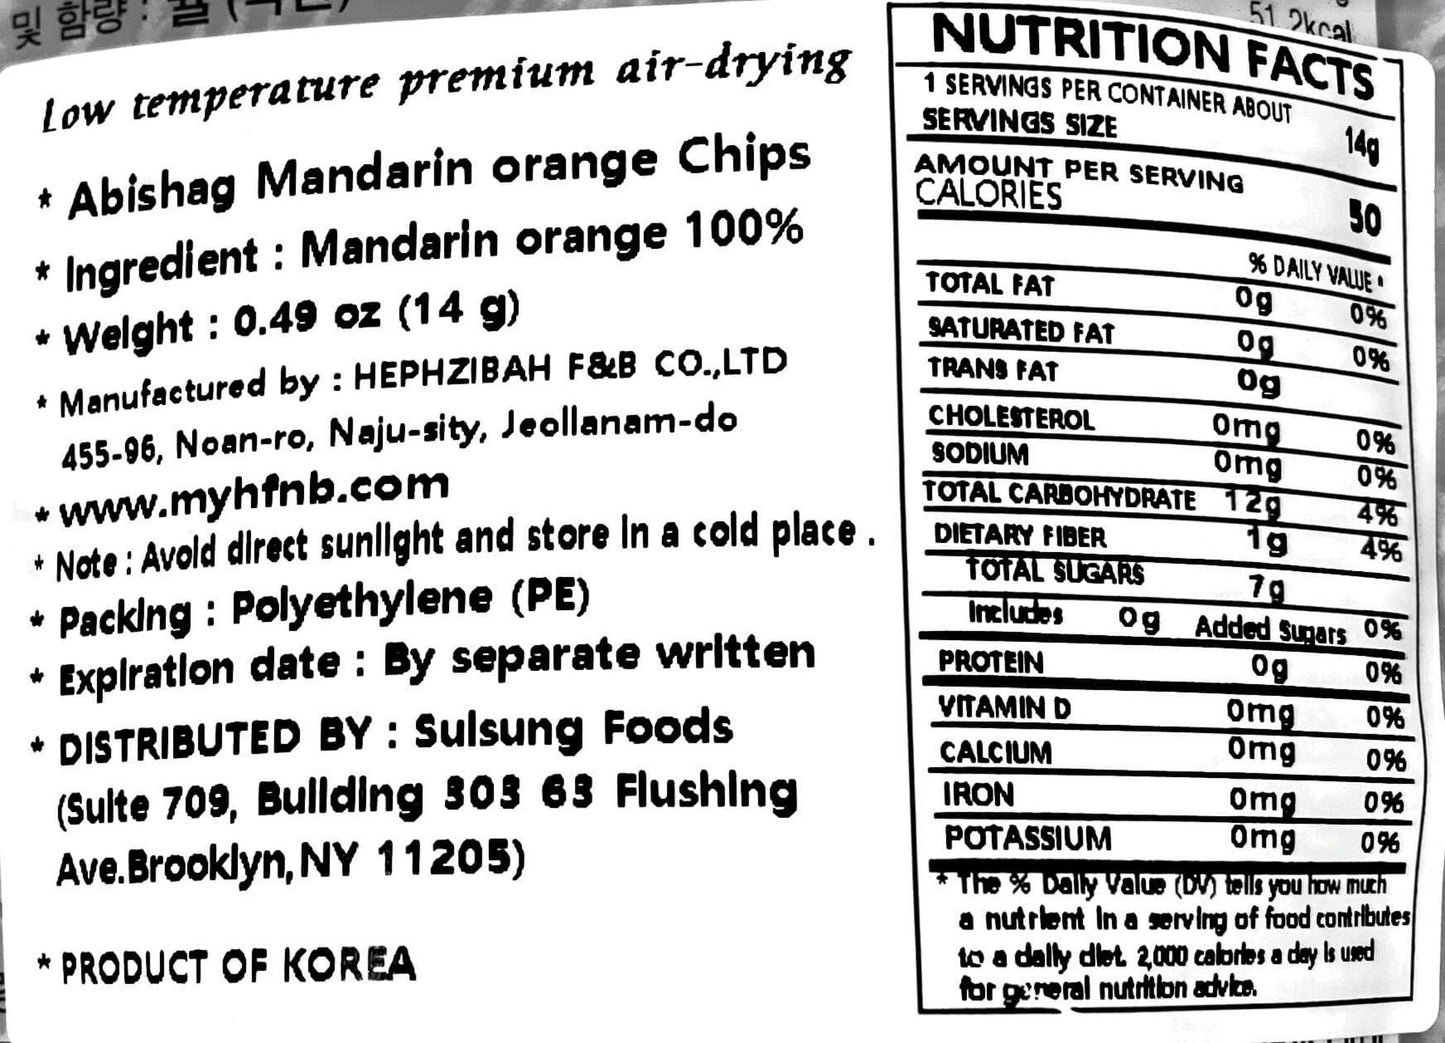 및 함량 : 귤
51.2kcal
Low temperature premium air-drying
* Abishag Mandarin orange Chips
* Ingredient : Mandarin orange 100%
* Weight : 0.49 oz (14 g)
* Manufactured by : HEPHZIBAH F&B CO.,LTD
455-96, Noan-ro, Naju-sity, Jeollanam-do
* www.myhfnb.com
* Note : Avoid direct sunlight and store in a cold place .
* Packing : Polyethylene (PE)
* Expiration date : By separate written
* DISTRIBUTED BY : Sulsung Foods
(Suite 709, Building 303 63 Flushing
Ave.Brooklyn,NY 11205)
* PRODUCT OF KOREA
NUTRITION FACTS
1 SERVINGS PER CONTAINER ABOUT
SERVINGS SIZE 14g
AMOUNT PER SERVING
CALORIES 50
% DAILY VALUE *
TOTAL FAT 0g 0%
SATURATED FAT 0g 0%
TRANS FAT 0g
CHOLESTEROL 0mg 0%
SODIUM 0mg 0%
TOTAL CARBOHYDRATE 12g 4%
DIETARY FIBER 1g 4%
TOTAL SUGARS 7g
Includes 0g Added Sugars 0%
PROTEIN 0g 0%
VITAMIN D 0mg 0%
CALCIUM 0mg 0%
IRON 0mg 0%
POTASSIUM 0mg 0%
* The % Daily Value (DV) tells you how much
a nutrient in a serving of food contributes
to a daily diet. 2,000 calories a day is used
for general nutrition advice.